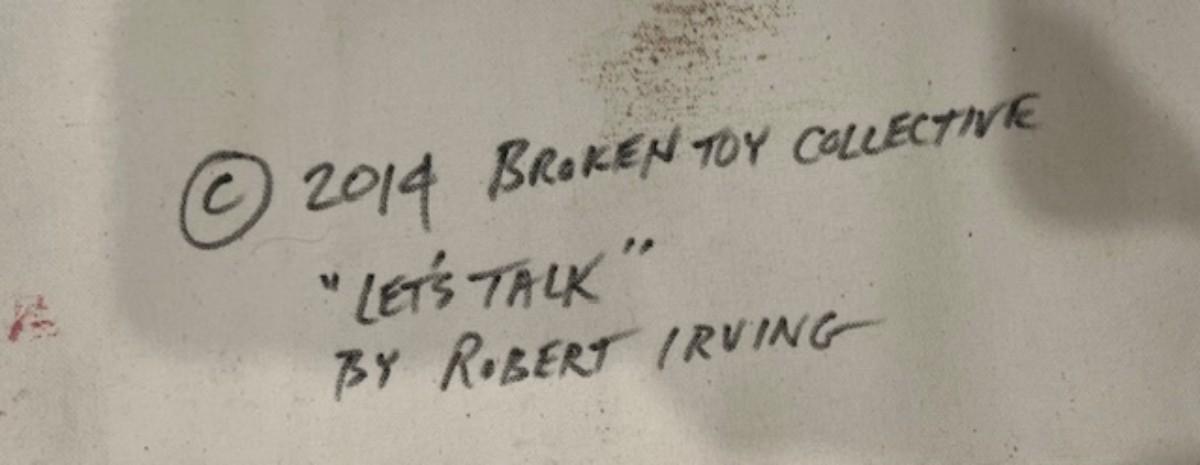 © 2014 BROKEN TOY COLLECTIVE
"LET'S TALK"
BY ROBERT IRVING